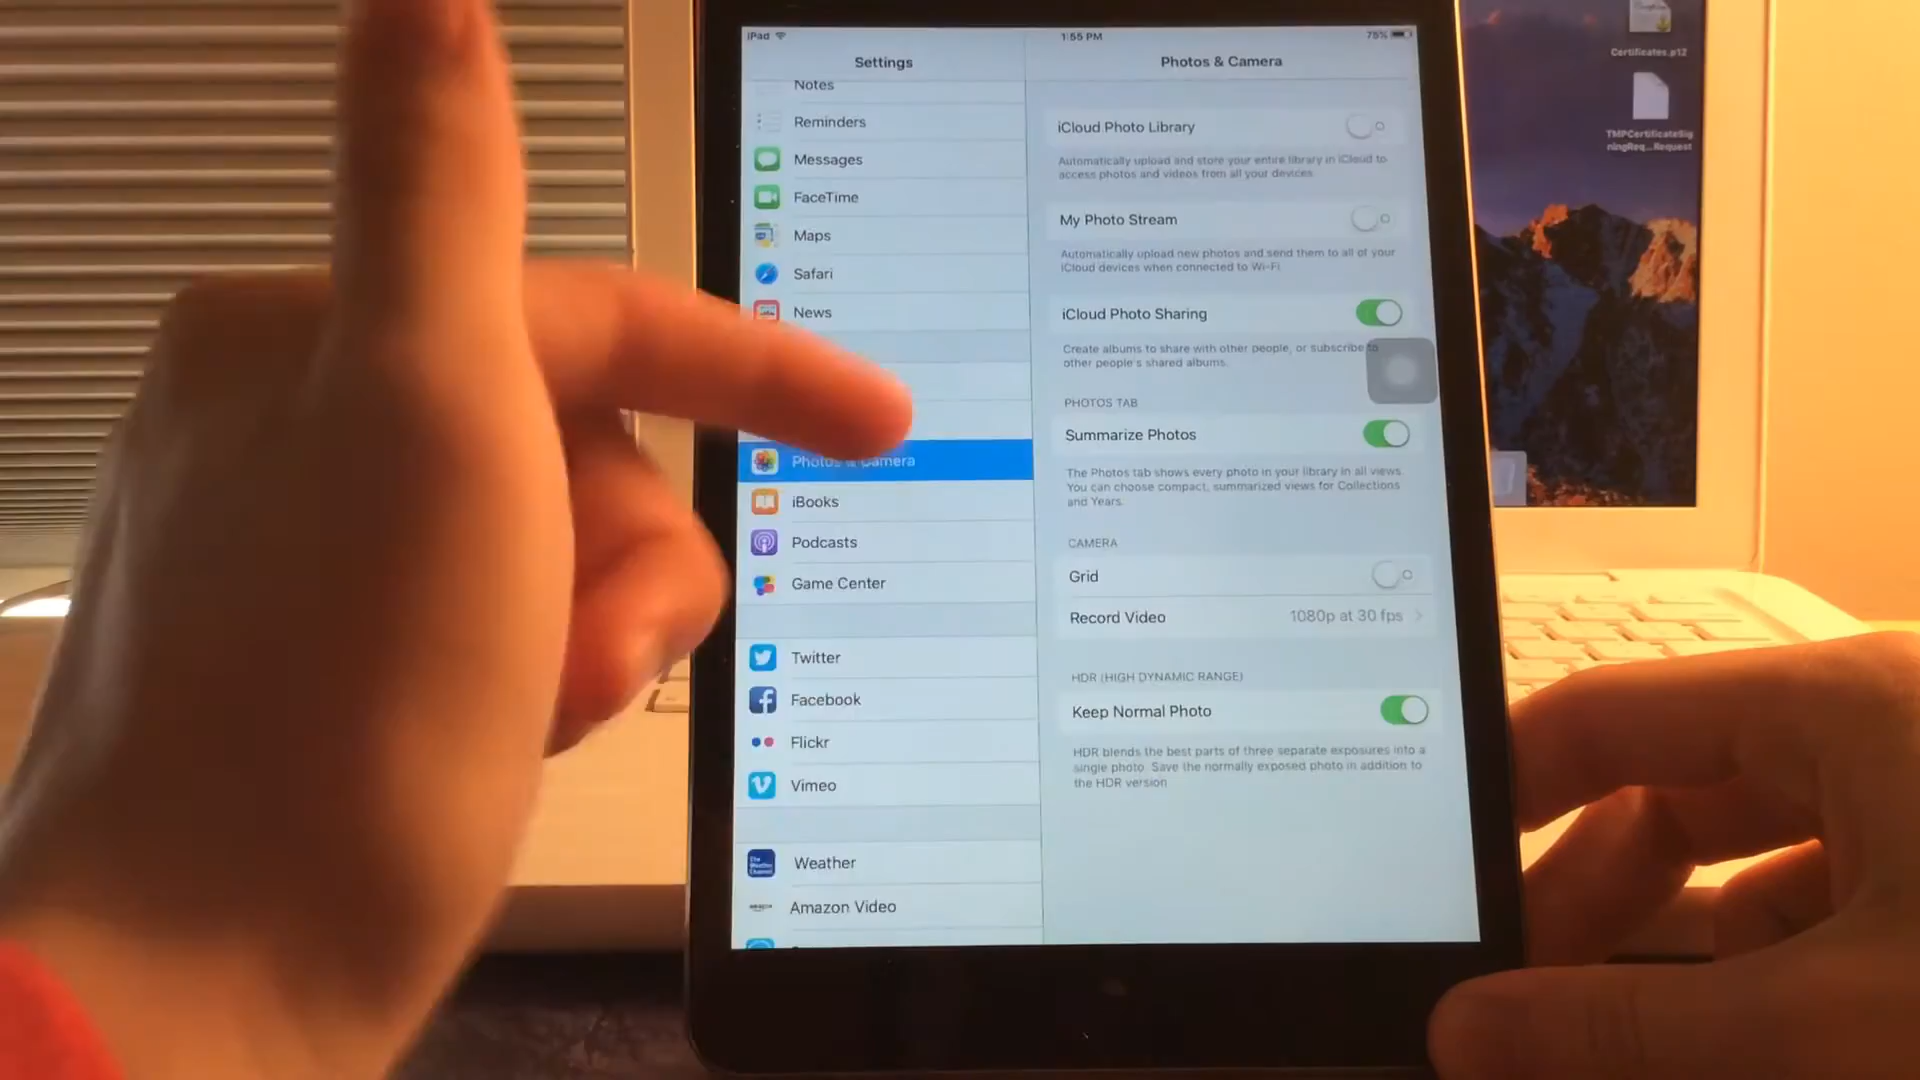 iPad
1:55 PM
75%
Settings
Photos & Camera
Notes
Reminders
Messages
FaceTime
Maps
Safari
News
Photos & Camera
iBooks
Podcasts
Game Center
Twitter
Facebook
Flickr
Vimeo
Weather
Amazon Video
iCloud Photo Library
Automatically upload and store your entire library in iCloud to
access photos and videos from all your devices.
My Photo Stream
Automatically upload new photos and send them to all of your
iCloud devices when connected to Wi-Fi.
iCloud Photo Sharing
Create albums to share with other people, or subscribe to
other people's shared albums.
PHOTOS TAB
Summarize Photos
The Photos tab shows every photo in your library in all views.
You can choose compact, summarized views for Collections
and Years.
CAMERA
Grid
Record Video 1080p at 30 fps
HDR (HIGH DYNAMIC RANGE)
Keep Normal Photo
HDR blends the best parts of three separate exposures into a
single photo. Save the normally exposed photo in addition to
the HDR version
Certificates.p12
TMPCertificateSig
ningReq...Request